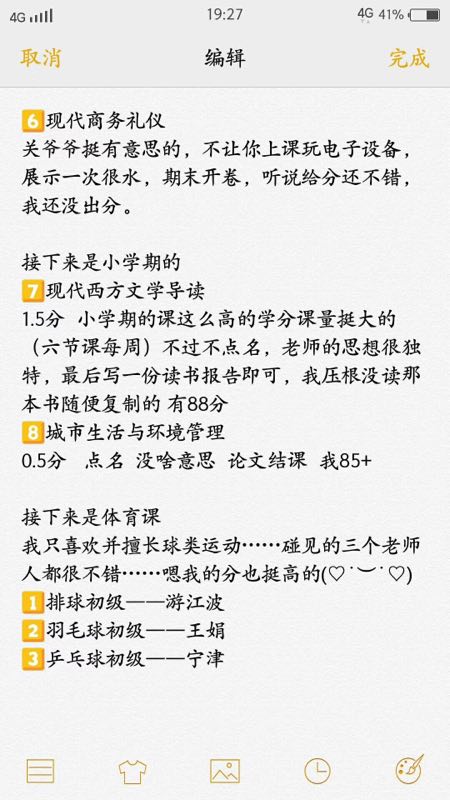 4G 19:27 4G 41%
取消 编辑 完成
6现代商务礼仪
关爷爷挺有意思的，不让你上课玩电子设备，
展示一次很水，期末开卷，听说给分还不错，
我还没出分。
接下来是小学期的
7现代西方文学导读
1.5分 小学期的课这么高的学分课量挺大的
（六节课每周）不过不点名，老师的思想很独
特，最后写一份读书报告即可，我压根没读那
本书随便复制的 有88分
8城市生活与环境管理
0.5分 点名 没啥意思 论文结课 我85+
接下来是体育课
我只喜欢并擅长球类运动⋯⋯碰见的三个老师
人都很不错⋯⋯嗯我的分也挺高的(♡˙︶˙♡)
1排球初级——游江波
2羽毛球初级——王娟
3乒乓球初级——宁津